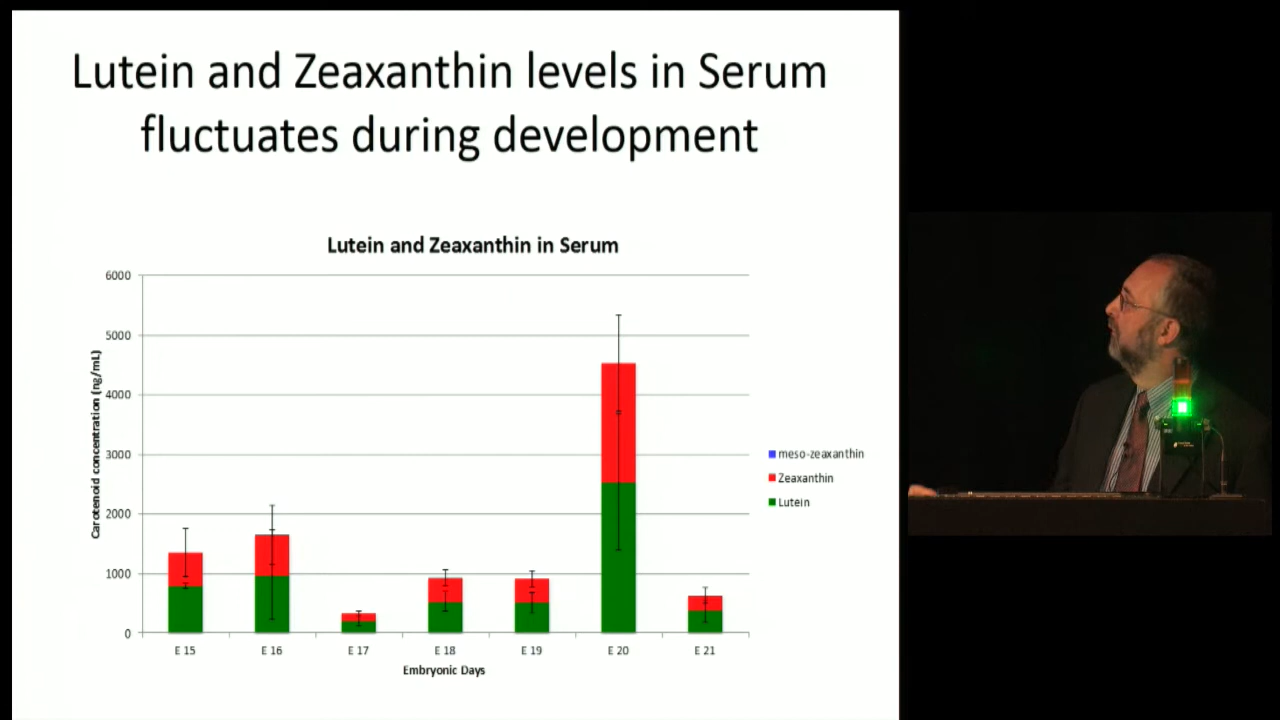 Lutein and Zeaxanthin levels in Serum
fluctuates during development
Lutein and Zeaxanthin in Serum
6000
5000
4000
3000
2000
1000
0
Carotenoid concentration (ng/mL)
E 15
E 16
E 17
E 18
E 19
E 20
E 21
Embryonic Days
meso-zeaxanthin
Zeaxanthin
Lutein